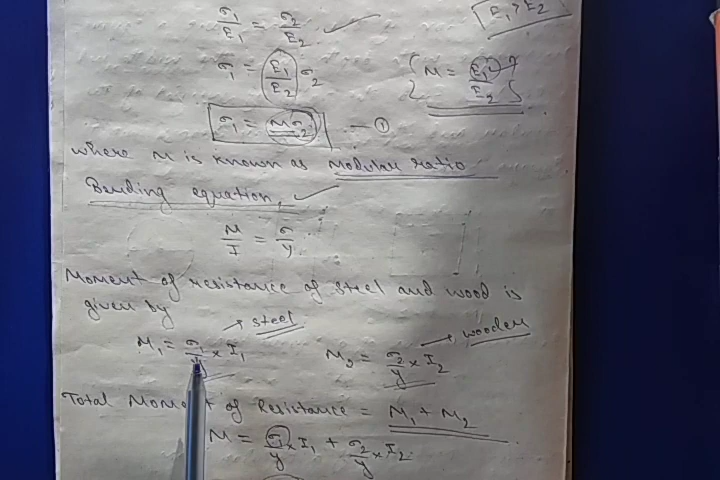 σ₁/E₁ = σ₂/E₂ ✓
E₁ > E₂
σ₁ = E₁/E₂ σ₂
{ M = E₁/E₂ }
σ₁ = Mσ₂ —①
where M is known as Modular ratio
Bending equation,
M/I = σ/y
Moment of resistance of steel and wood is
given by
→ steel
→ wooden
M₁ = σ₁/y × I₁
M₂ = σ₂/y × I₂
Total Moment of Resistance = M₁ + M₂
M = σ₁/y × I₁ + σ₂/y × I₂